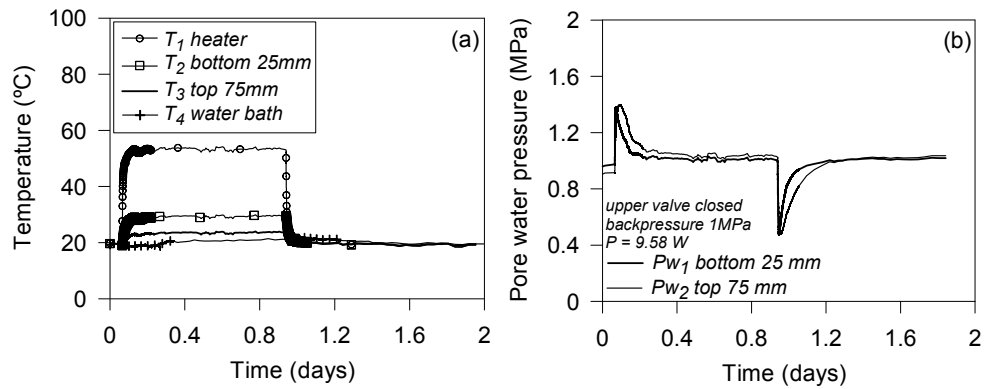 100
80
60
40
20
0
Temperature (ºC)
(a)
T1 heater
T2 bottom 25mm
T3 top 75mm
T4 water bath
0
0.4
0.8
1.2
1.6
2
Time (days)
2
1.6
1.2
0.8
0.4
0
Pore water pressure (MPa)
(b)
upper valve closed
backpressure 1MPa
P = 9.58 W
Pw1 bottom 25 mm
Pw2 top 75 mm
0
0.4
0.8
1.2
1.6
2
Time (days)